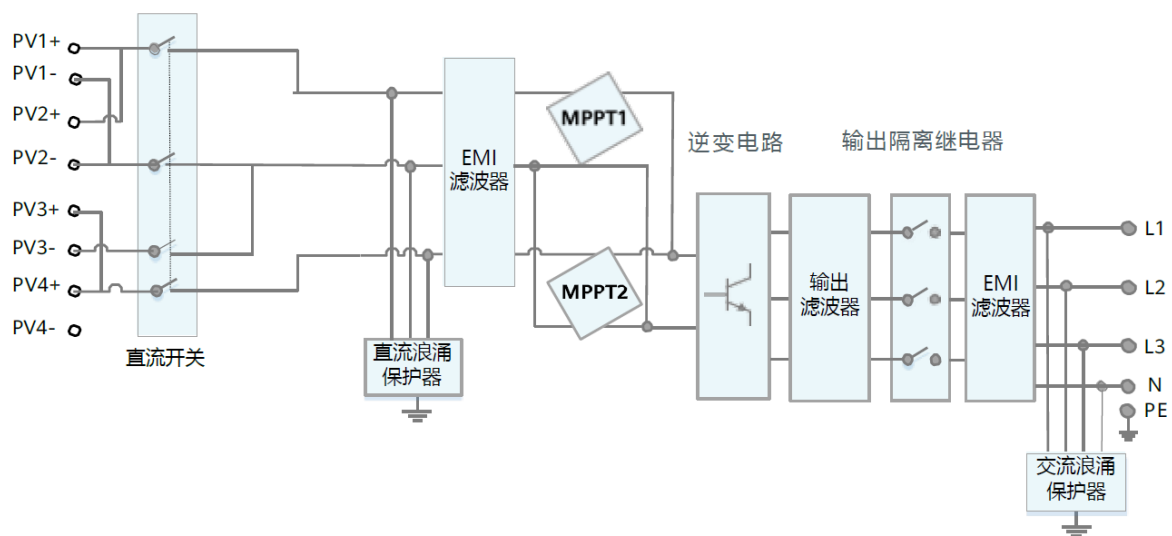 PV1+
PV1-
PV2+
PV2-
PV3+
PV3-
PV4+
PV4-
直流开关
直流浪涌
保护器
EMI
滤波器
MPPT1
MPPT2
逆变电路
输出
滤波器
输出隔离继电器
EMI
滤波器
L1
L2
L3
N
PE
交流浪涌
保护器